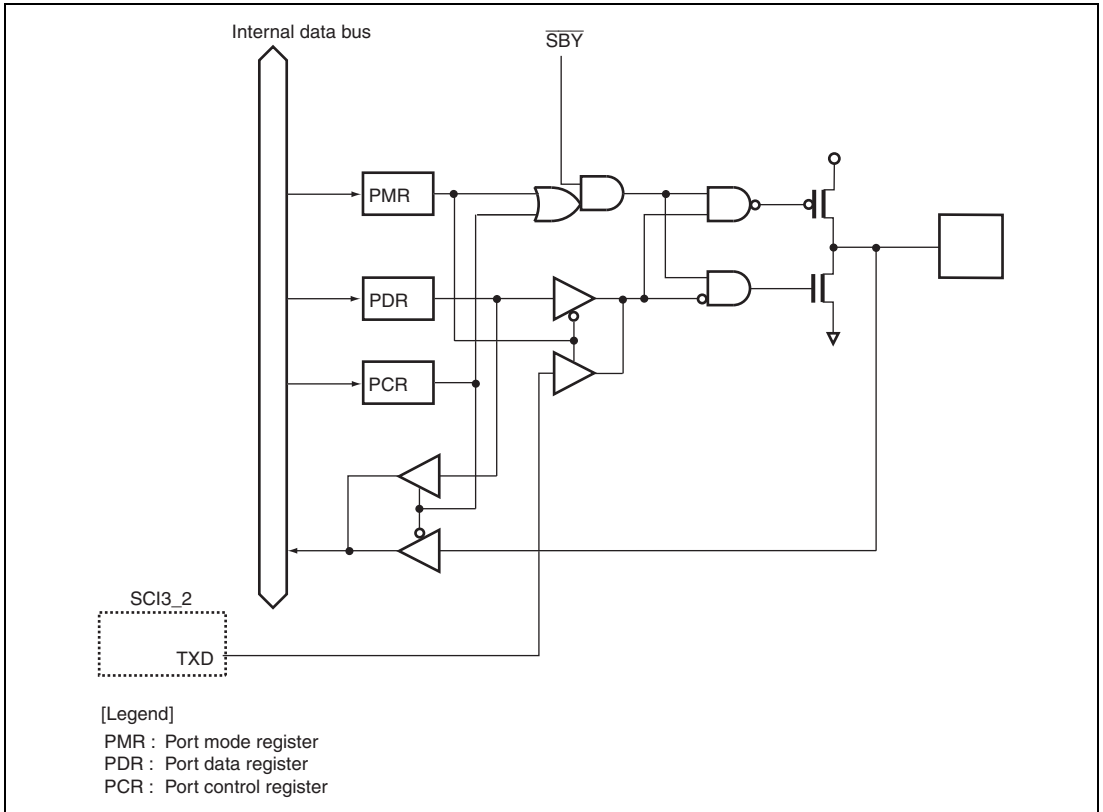 Internal data bus
SBY
PMR
PDR
PCR
SCI3_2
TXD
[Legend]
PMR : Port mode register
PDR : Port data register
PCR : Port control register